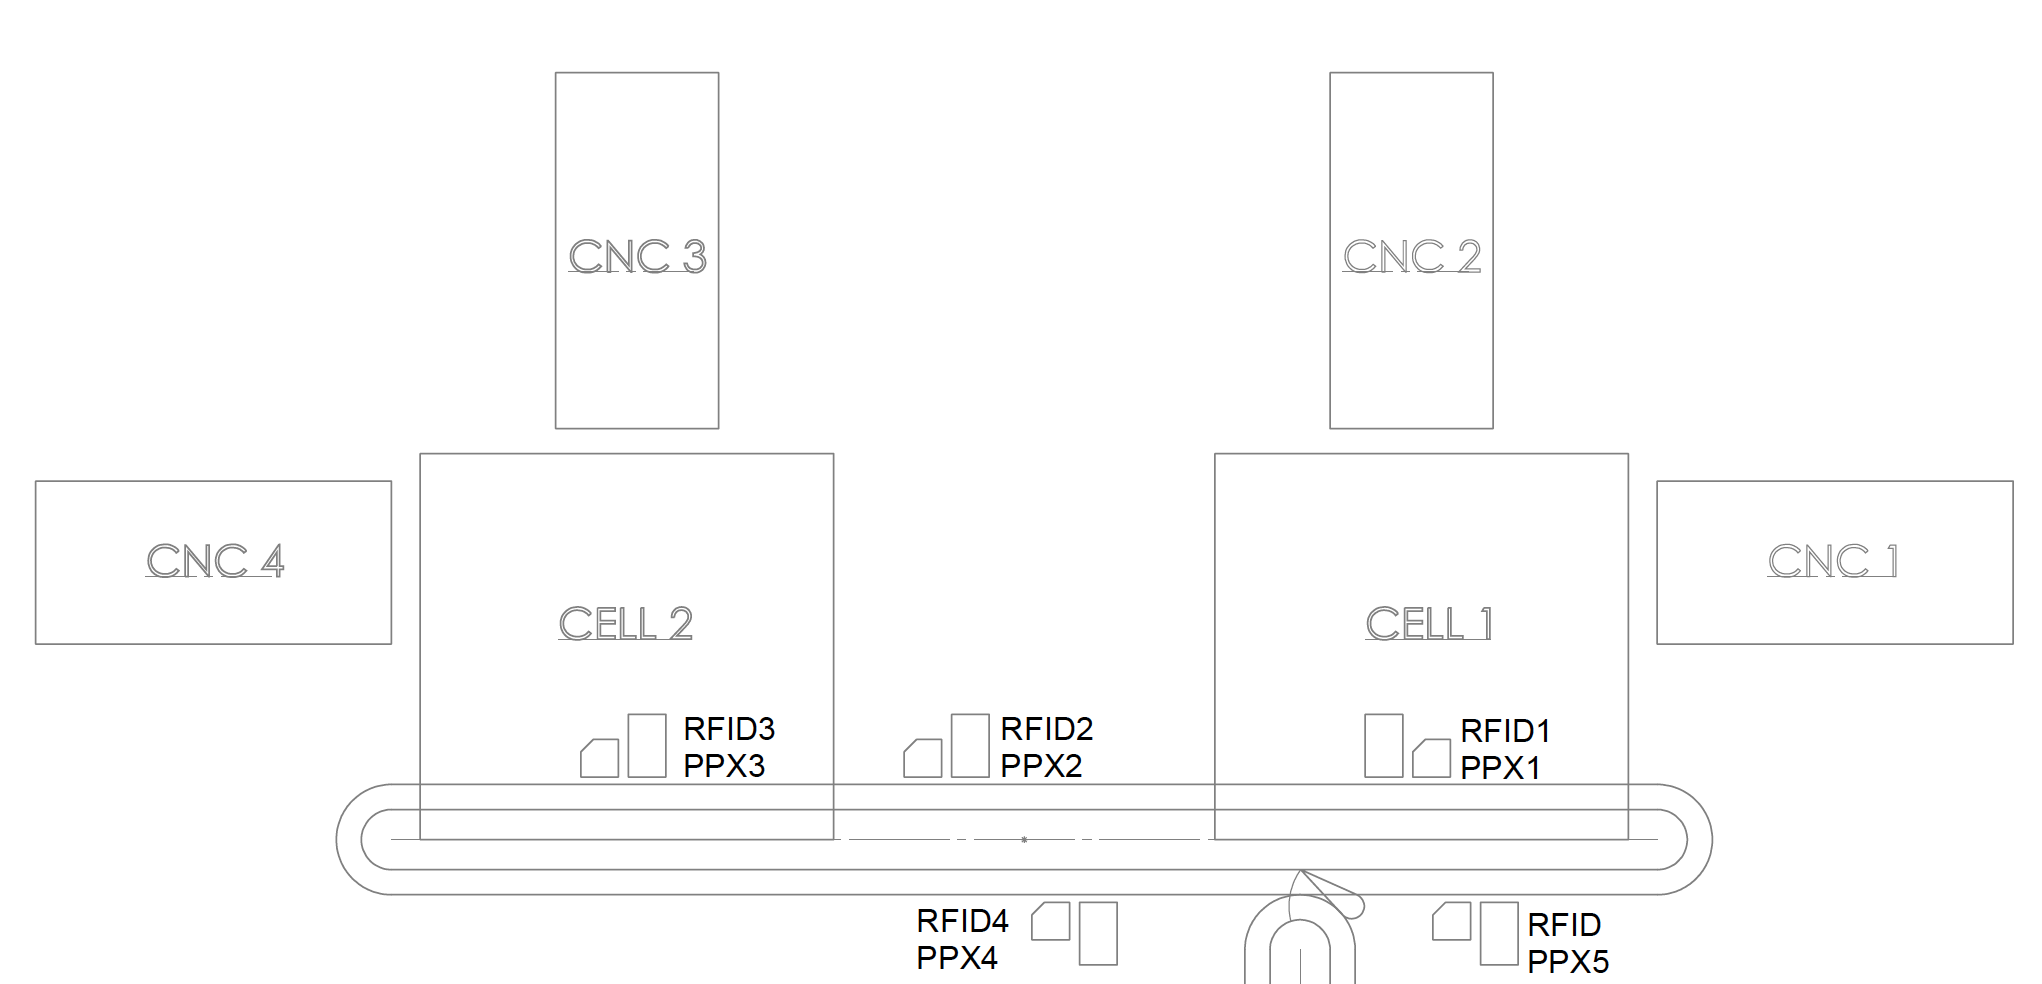 CNC 3
CNC 2
CNC 4
CNC 1
CELL 2
CELL 1
RFID3
PPX3
RFID2
PPX2
RFID1
PPX1
RFID4
PPX4
RFID
PPX5